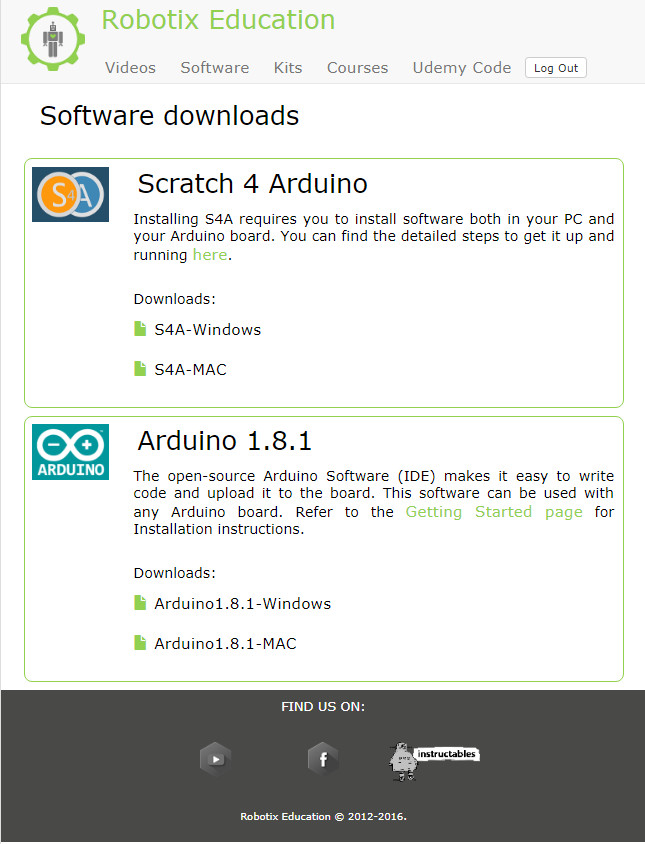 Robotix Education
Videos Software Kits Courses Udemy Code Log Out
Software downloads
S4A
Scratch 4 Arduino
Installing S4A requires you to install software both in your PC and
your Arduino board. You can find the detailed steps to get it up and
running here.
Downloads:
S4A-Windows
S4A-MAC
ARDUINO
Arduino 1.8.1
The open-source Arduino Software (IDE) makes it easy to write
code and upload it to the board. This software can be used with
any Arduino board. Refer to the Getting Started page for
Installation instructions.
Downloads:
Arduino1.8.1-Windows
Arduino1.8.1-MAC
FIND US ON:
f
instructables
Robotix Education © 2012-2016.